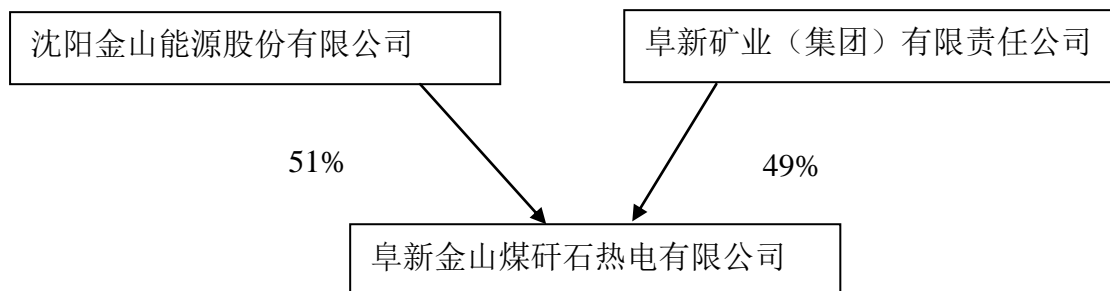 沈阳金山能源股份有限公司
阜新矿业（集团）有限责任公司
51%
49%
阜新金山煤矸石热电有限公司